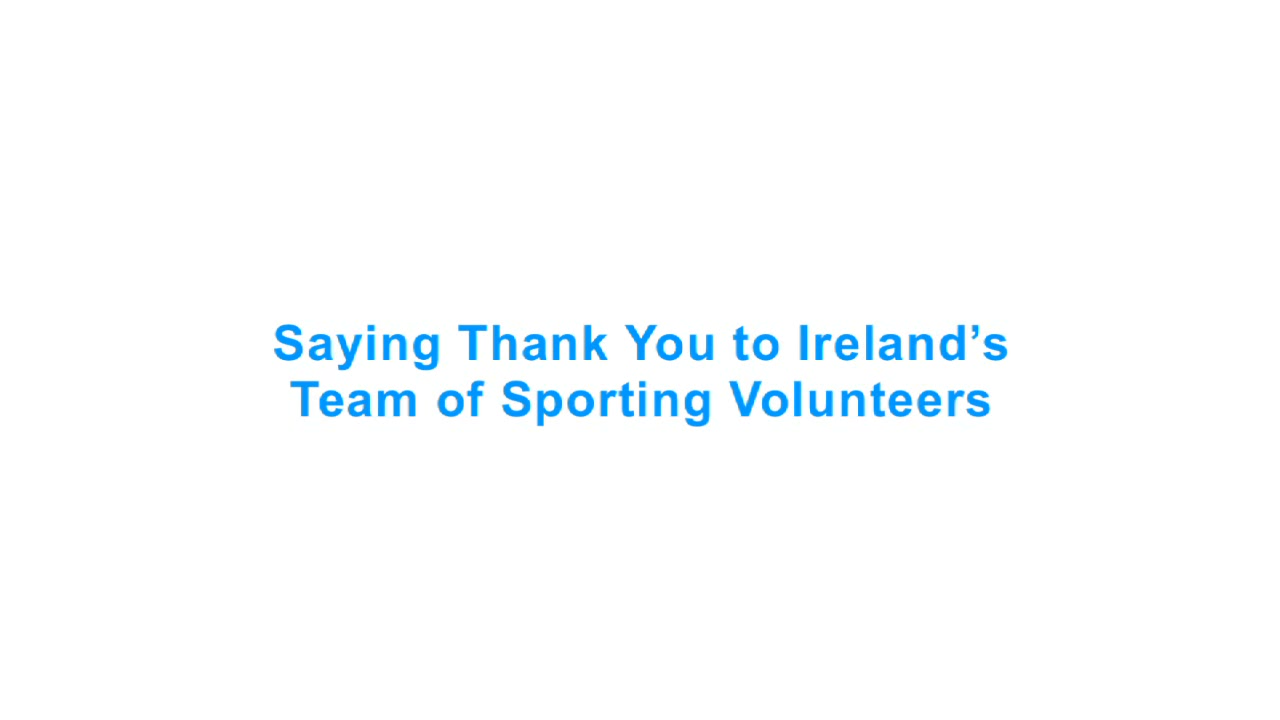 Saying Thank You to Ireland’s
Team of Sporting Volunteers